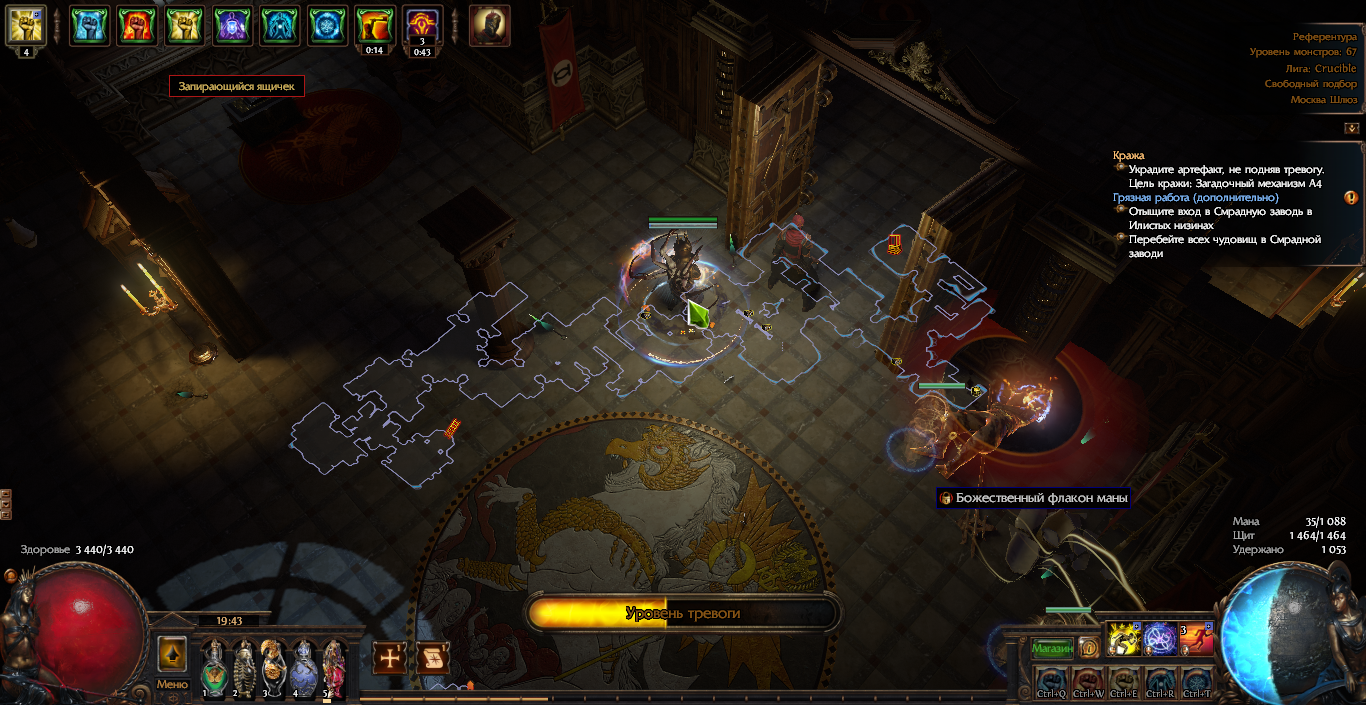 4
0:14
3
0:43
Запирающийся ящичек
Референтура
Уровень монстров: 67
Лига: Crucible
Свободный подбор
Москва Шлюз
Кража
Украдите артефакт, не подняв тревогу.
Цель кражи: Загадочный механизм А4
Грязная работа (дополнительно)
Отыщите вход в Смрадную заводь в
Илистых низинах
Перебейте всех чудовищ в Смрадной
заводи
Божественный флакон маны
Мана 35/1 088
Щит 1 464/1 464
Удержано 1 053
Здоровье 3 440/3 440
Уровень тревоги
19:43
Меню
1 2 3 4 5
Магазин
3
Ctrl+Q Ctrl+W Ctrl+E Ctrl+R Ctrl+T